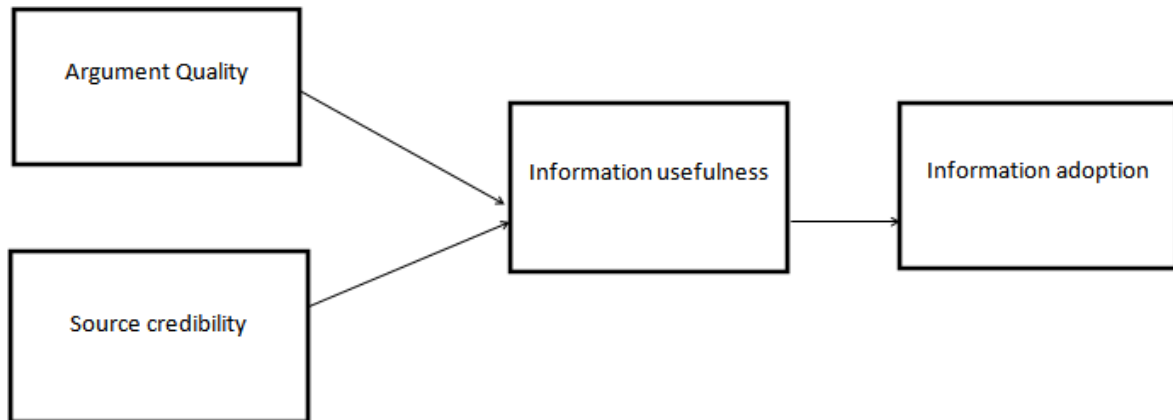 Argument Quality
Source credibility
Information usefulness
Information adoption